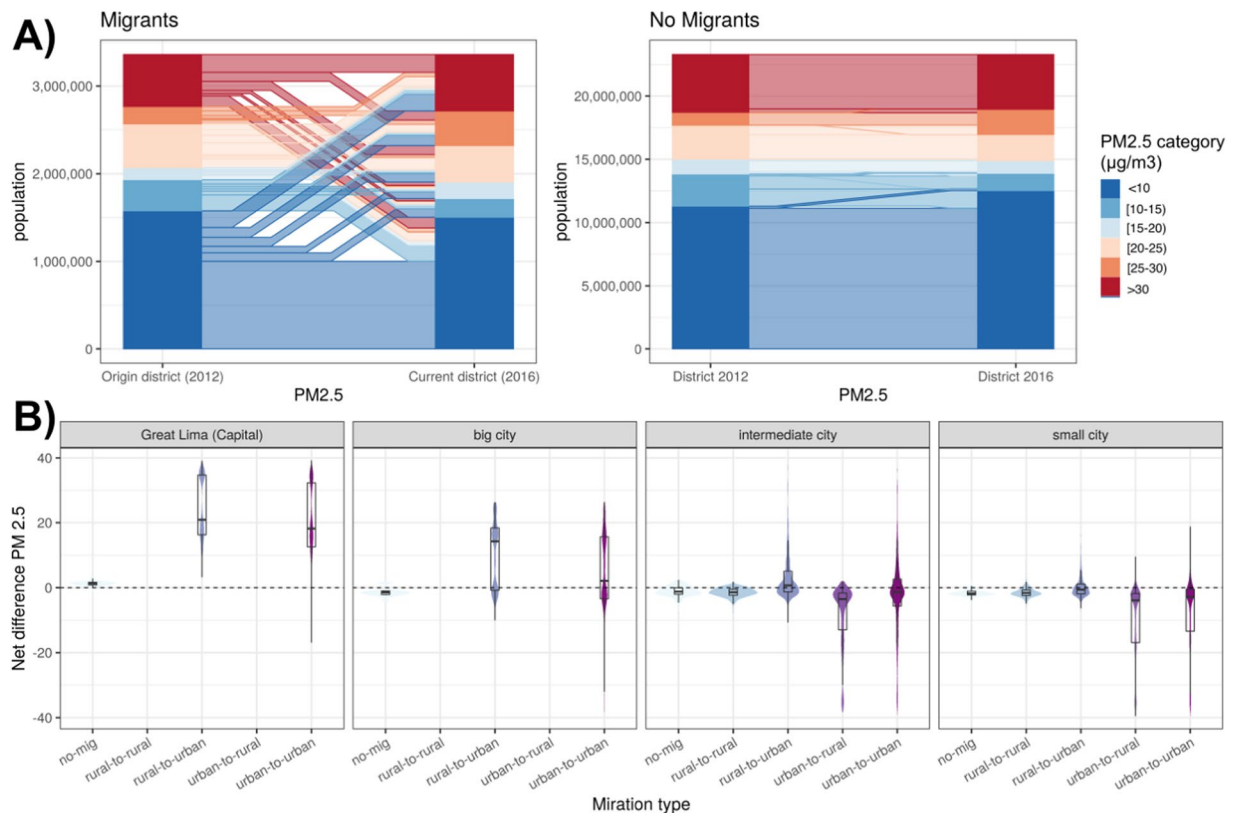 A)
Migrants
No Migrants
population
3,000,000
2,000,000
1,000,000
0
Origin district (2012)
Current district (2016)
PM2.5
population
20,000,000
15,000,000
10,000,000
5,000,000
0
District 2012
District 2016
PM2.5
PM2.5 category
(µg/m3)
<10
[10-15)
[15-20)
[20-25)
[25-30)
>30
B)
Great Lima (Capital)
big city
intermediate city
small city
Net difference PM 2.5
40
20
0
-20
-40
no-mig
rural-to-rural
rural-to-urban
urban-to-rural
urban-to-urban
no-mig
rural-to-rural
rural-to-urban
urban-to-rural
urban-to-urban
no-mig
rural-to-rural
rural-to-urban
urban-to-rural
urban-to-urban
no-mig
rural-to-rural
rural-to-urban
urban-to-rural
urban-to-urban
Miration type